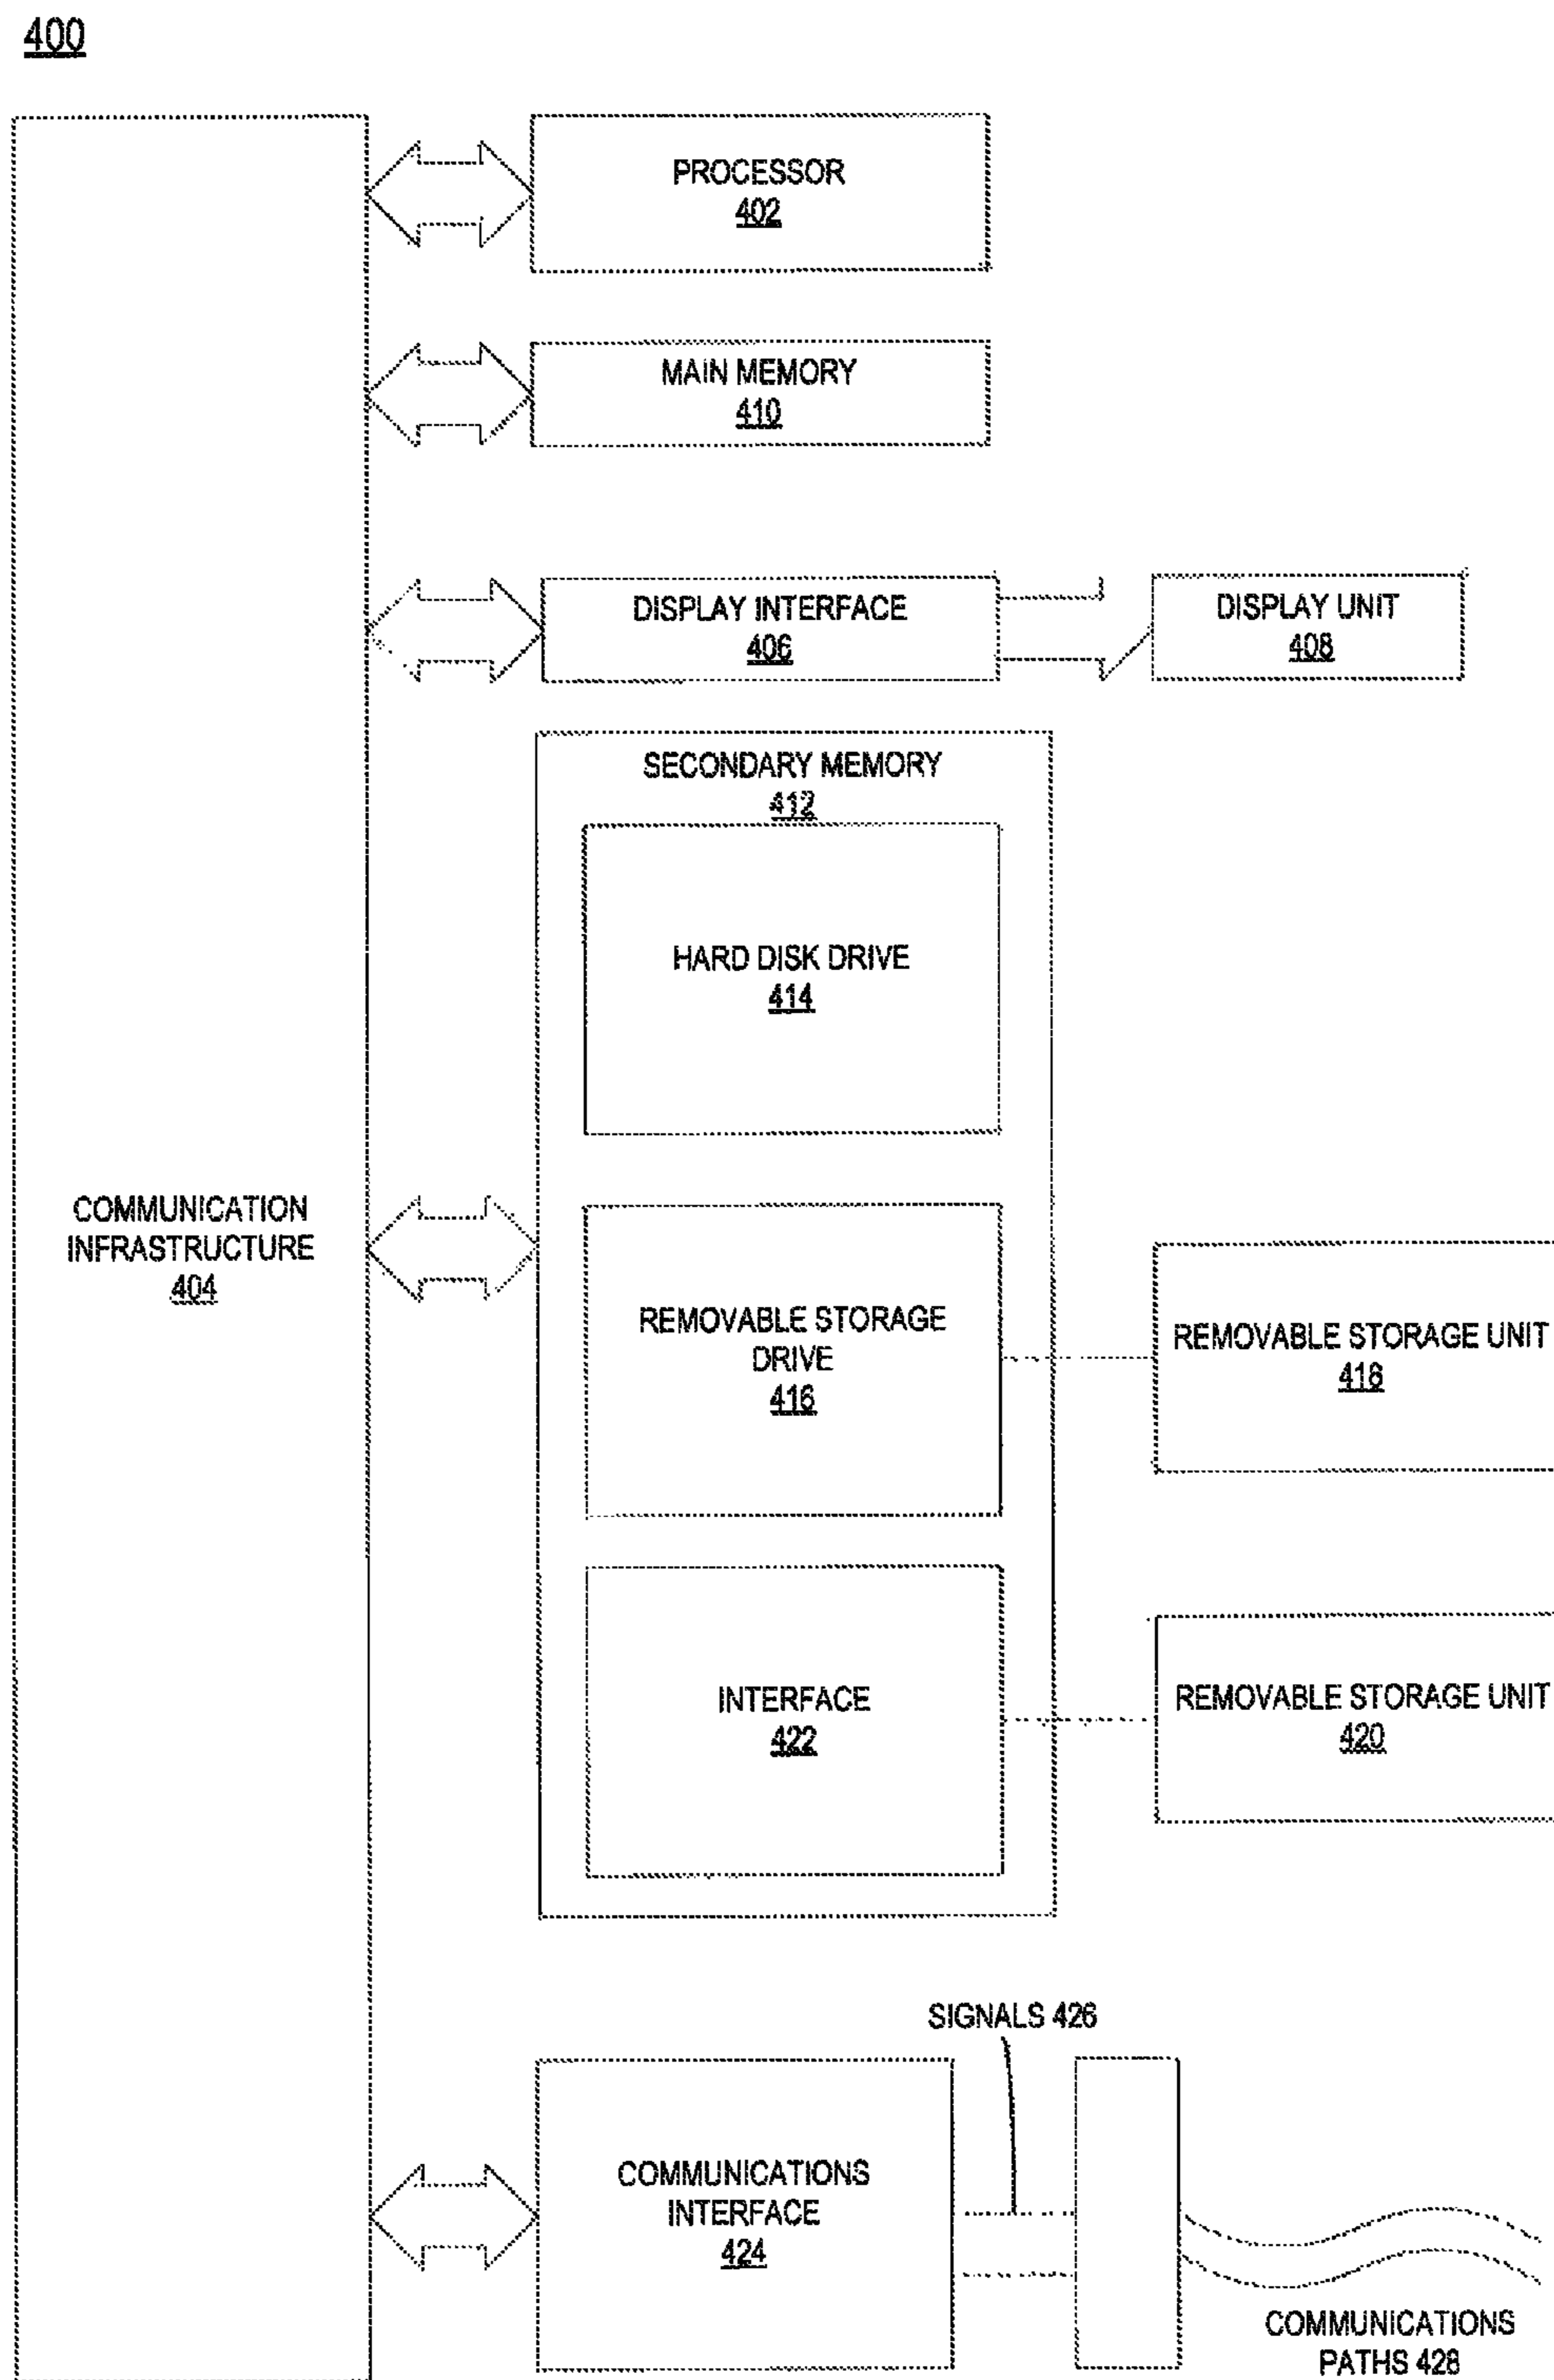 400
PROCESSOR
402
MAIN MEMORY
410
DISPLAY INTERFACE
406
DISPLAY UNIT
408
SECONDARY MEMORY
412
HARD DISK DRIVE
414
COMMUNICATION
INFRASTRUCTURE
404
REMOVABLE STORAGE
DRIVE
416
REMOVABLE STORAGE UNIT
418
INTERFACE
422
REMOVABLE STORAGE UNIT
420
SIGNALS 426
COMMUNICATIONS
INTERFACE
424
COMMUNICATIONS
PATHS 428